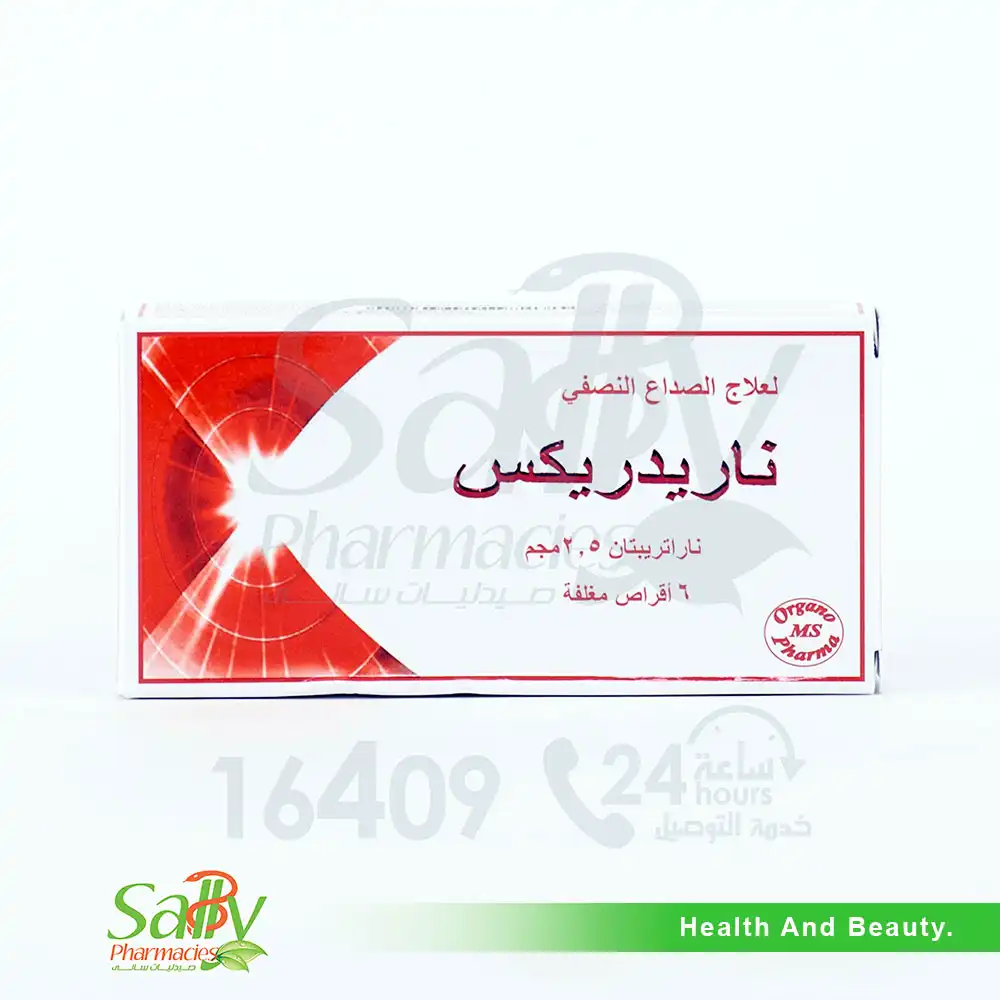 لعلاج الصداع النصفي
ناريدريكس
ناراتريبتان ٢,٥ مجم
٦ أقراص مغلفة
Organo
MS
Pharma
Sally
Pharmacies
صيدليات سالي
16409
24 ساعة
hours
خدمة التوصيل
Sally
Pharmacies
صيدليات سالي
Health And Beauty.